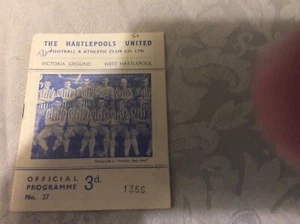 THE HARTLEPOOLS UNITED
FOOTBALL & ATHLETIC CLUB CO. LTD.
VICTORIA GROUND WEST HARTLEPOOL
OFFICIAL
PROGRAMME 3d.
No. 27 1356